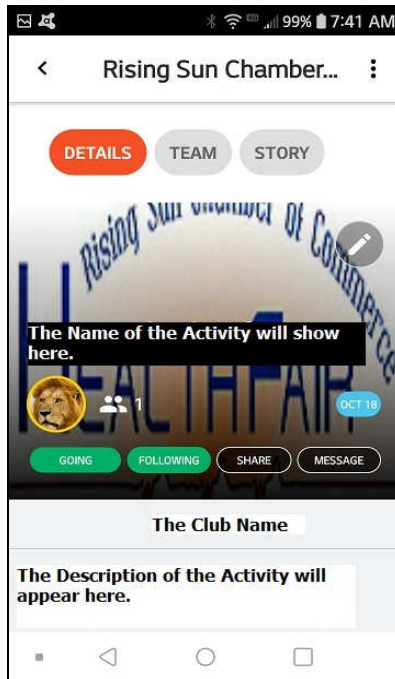 99% 7:41 AM
Rising Sun Chamber...
DETAILS TEAM STORY
Rising Sun Chamber Of Commerce
HEALTH FAIR
The Name of the Activity will show
here.
1
OCT 18
GOING FOLLOWING SHARE MESSAGE
The Club Name
The Description of the Activity will
appear here.